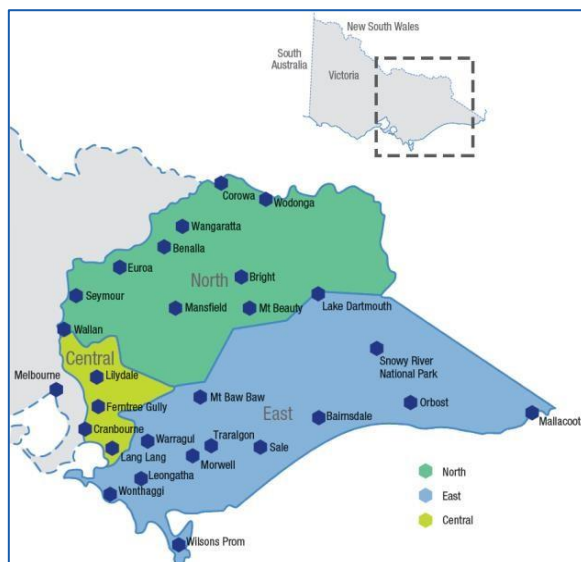 New South Wales
South
Australia
Victoria
Corowa
Wodonga
Wangaratta
Benalla
Euroa
North
Bright
Seymour
Mansfield
Mt Beauty
Lake Dartmouth
Wallan
Central
Melbourne
Lilydale
Snowy River
National Park
Mt Baw Baw
Ferntree Gully
East
Orbost
Bairnsdale
Mallacoot
Cranbourne
Warragul
Traralgon
Sale
Lang Lang
Morwell
Leongatha
Wonthaggi
Wilsons Prom
North
East
Central